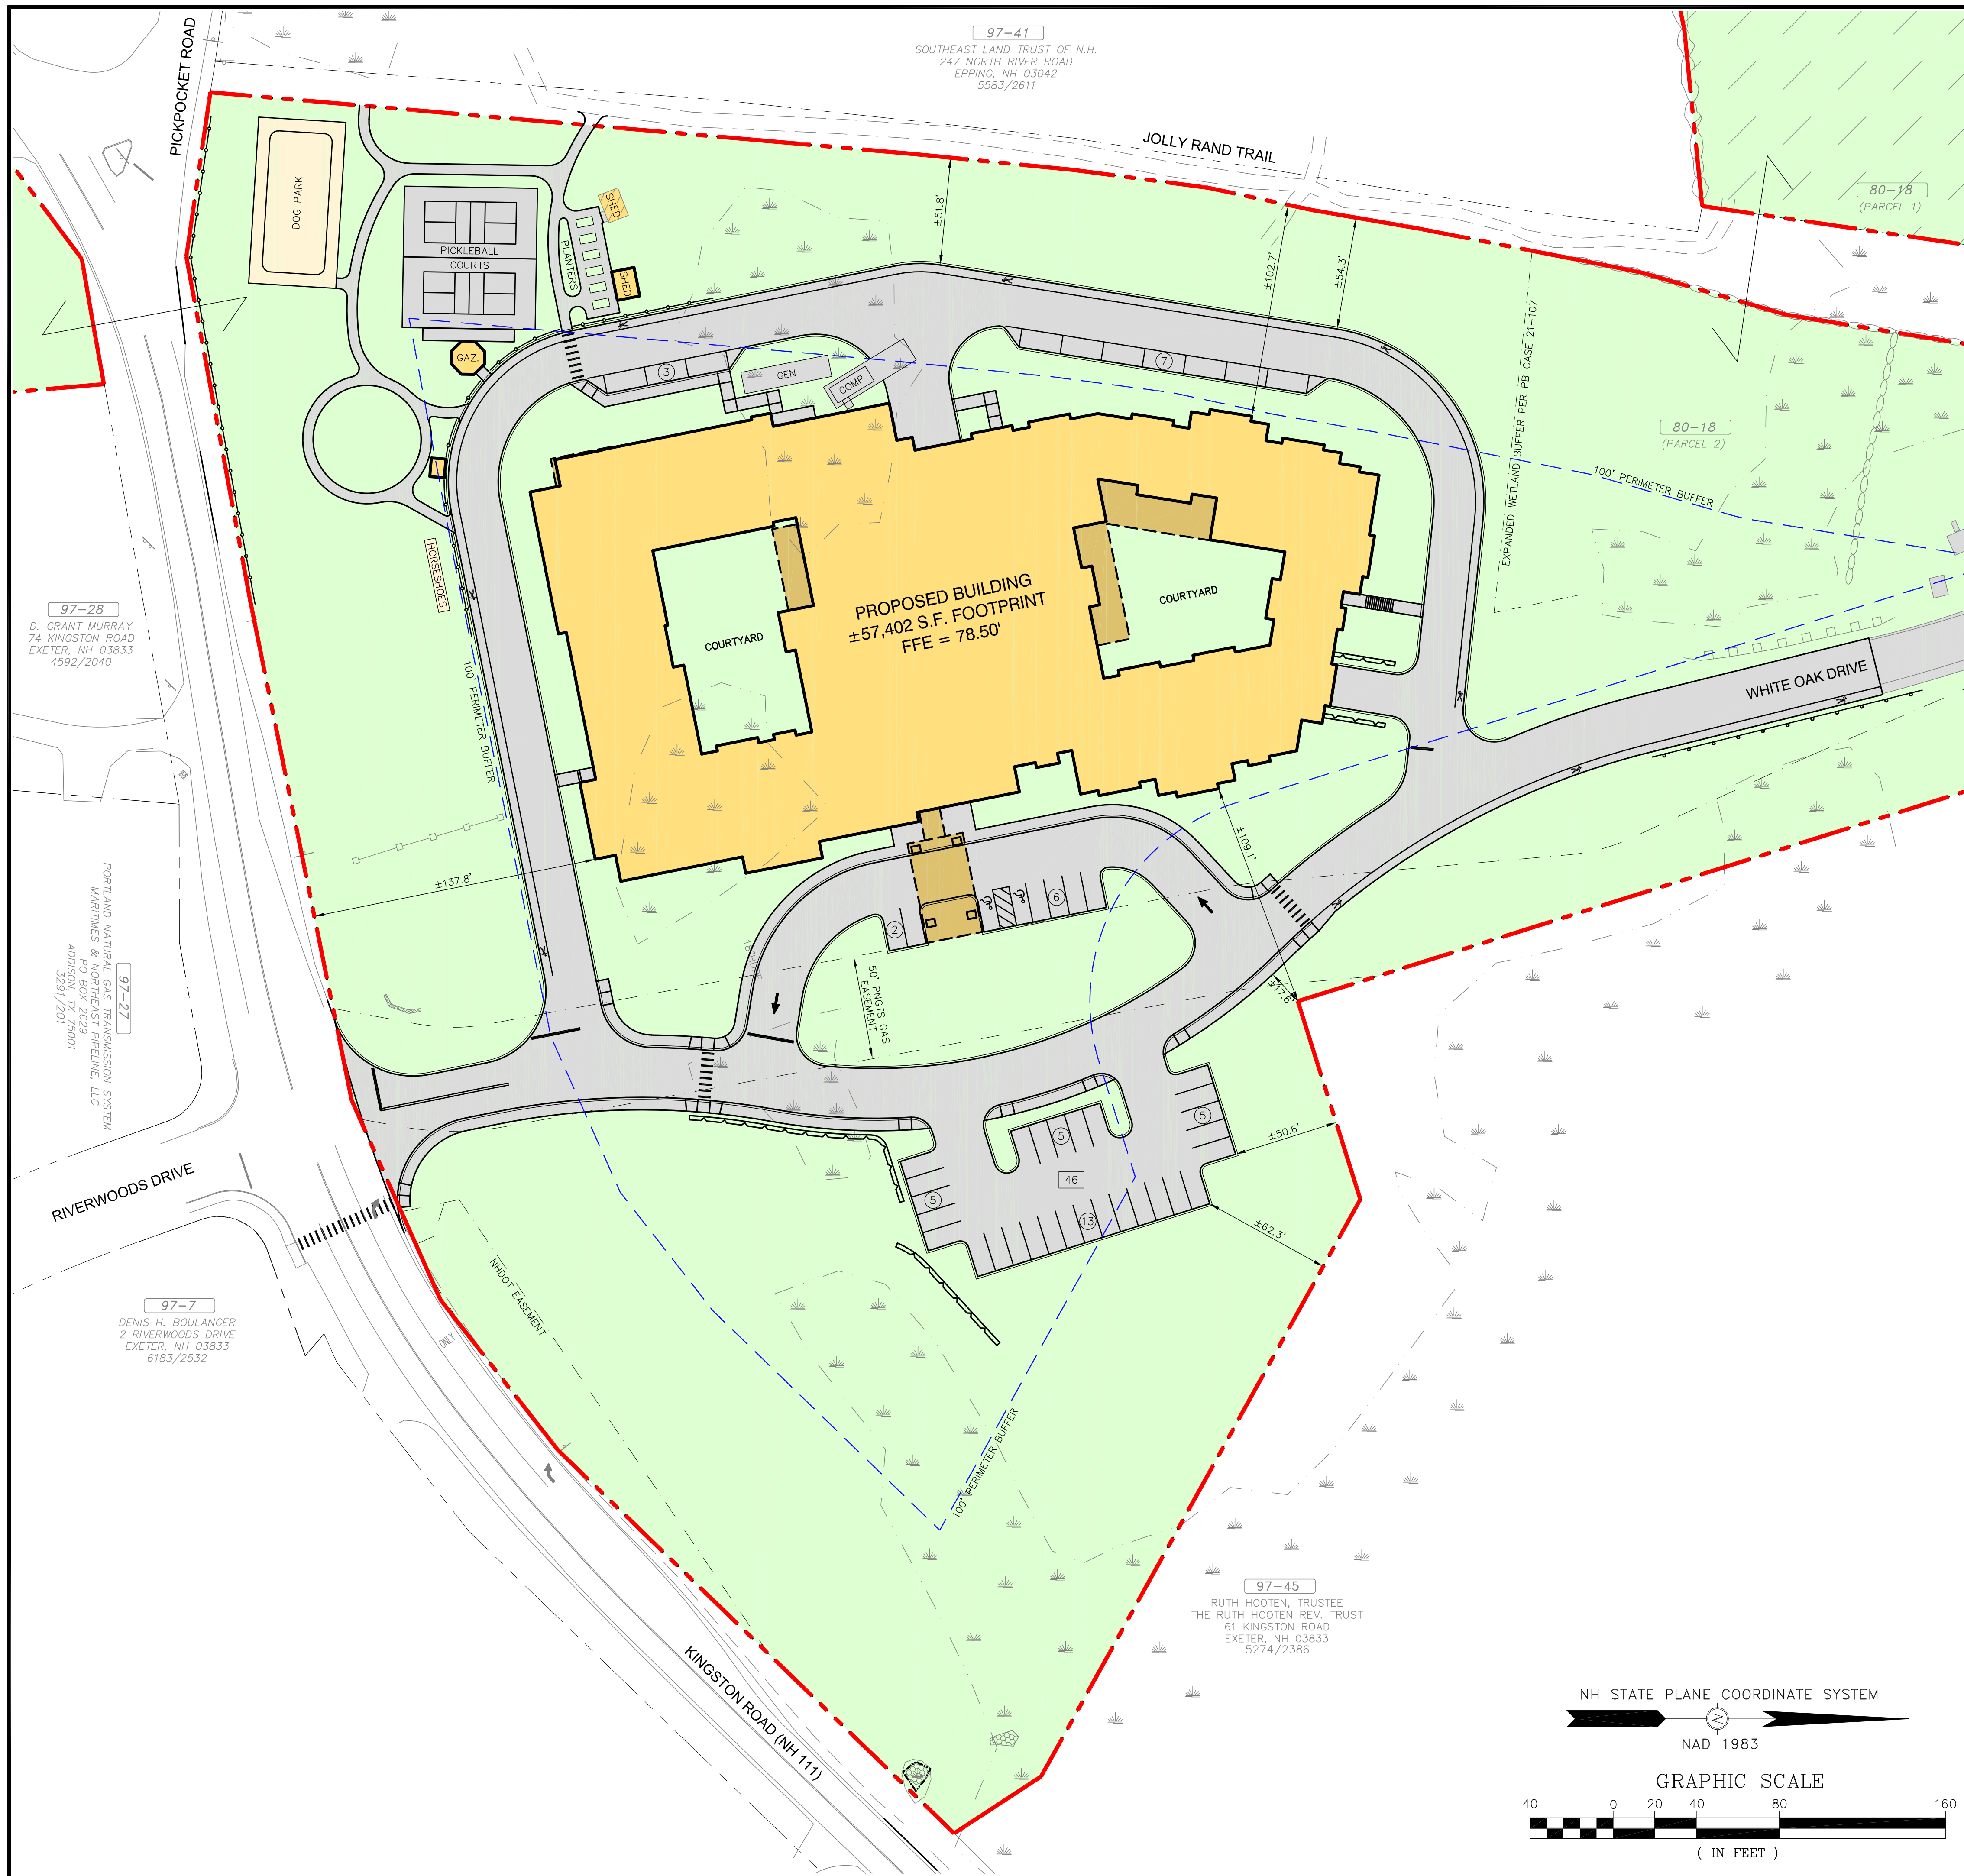 97-41
SOUTHEAST LAND TRUST OF N.H.
247 NORTH RIVER ROAD
EPPING, NH 03042
5583/2611
PICKPOCKET ROAD
JOLLY RAND TRAIL
80-18
(PARCEL 1)
DOG PARK
SHED
PICKLEBALL
COURTS
PLANTERS
SHED
±51.8'
±102.7'
±54.3'
GAZ.
3
GEN
COMP
7
EXPANDED WETLAND BUFFER PER PB CASE 21-107
80-18
(PARCEL 2)
100' PERIMETER BUFFER
HORSESHOES
97-28
D. GRANT MURRAY
74 KINGSTON ROAD
EXETER, NH 03833
4592/2040
100' PERIMETER BUFFER
COURTYARD
PROPOSED BUILDING
±57,402 S.F. FOOTPRINT
FFE = 78.50'
COURTYARD
WHITE OAK DRIVE
±137.8'
±109.1'
2
6
50' PNGTS GAS
EASEMENT
±17.6'
97-27
PORTLAND NATURAL GAS TRANSMISSION SYSTEM
MARITIMES & NORTHEAST PIPELINE, LLC
PO BOX 2629
ADDISON, TX 75001
3291/201
5
5
±50.6'
46
5
13
±62.3'
RIVERWOODS DRIVE
NHDOT EASEMENT
97-7
DENIS H. BOULANGER
2 RIVERWOODS DRIVE
EXETER, NH 03833
6183/2532
ONLY
100' PERIMETER BUFFER
97-45
RUTH HOOTEN, TRUSTEE
THE RUTH HOOTEN REV. TRUST
61 KINGSTON ROAD
EXETER, NH 03833
5274/2386
KINGSTON ROAD (NH 111)
NH STATE PLANE COORDINATE SYSTEM
N
NAD 1983
GRAPHIC SCALE
40 0 20 40 80 160
( IN FEET )